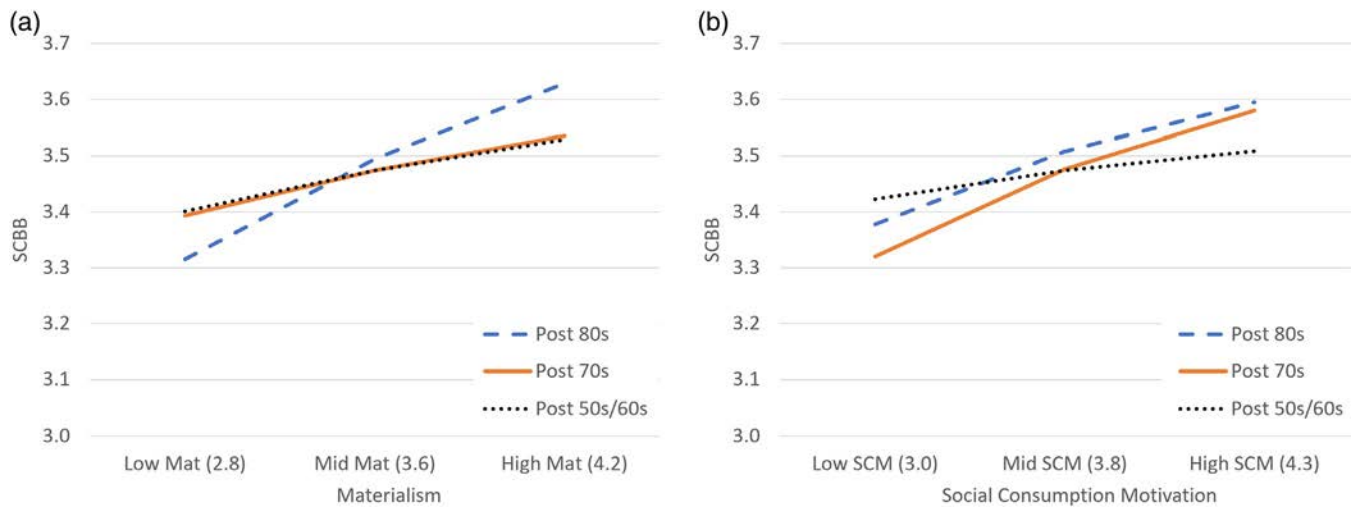 (a)
3.7
3.6
3.5
3.4
3.3
3.2
3.1
3.0
SCBB
Post 80s
Post 70s
Post 50s/60s
Low Mat (2.8) Mid Mat (3.6) High Mat (4.2)
Materialism
(b)
3.7
3.6
3.5
3.4
3.3
3.2
3.1
3.0
SCBB
Post 80s
Post 70s
Post 50s/60s
Low SCM (3.0) Mid SCM (3.8) High SCM (4.3)
Social Consumption Motivation